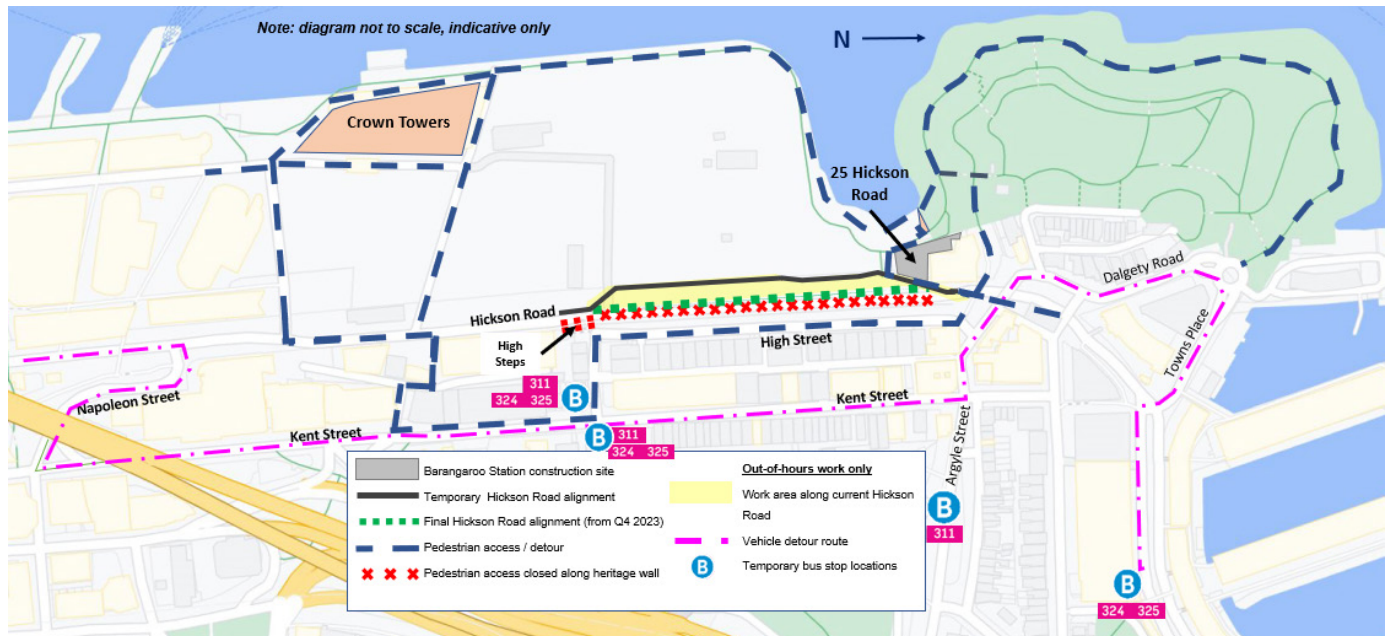 Note: diagram not to scale, indicative only
N
Crown Towers
25 Hickson
Road
Dalgety Road
Hickson Road
High
Steps
High Street
Towns Place
311
324 325
B
Napoleon Street
Kent Street
Kent Street
B
311
324 325
Argyle Street
B
311
B
324 325
Barangaroo Station construction site
Temporary Hickson Road alignment
Final Hickson Road alignment (from Q4 2023)
Pedestrian access / detour
Pedestrian access closed along heritage wall
Out-of-hours work only
Work area along current Hickson
Road
Vehicle detour route
B
Temporary bus stop locations